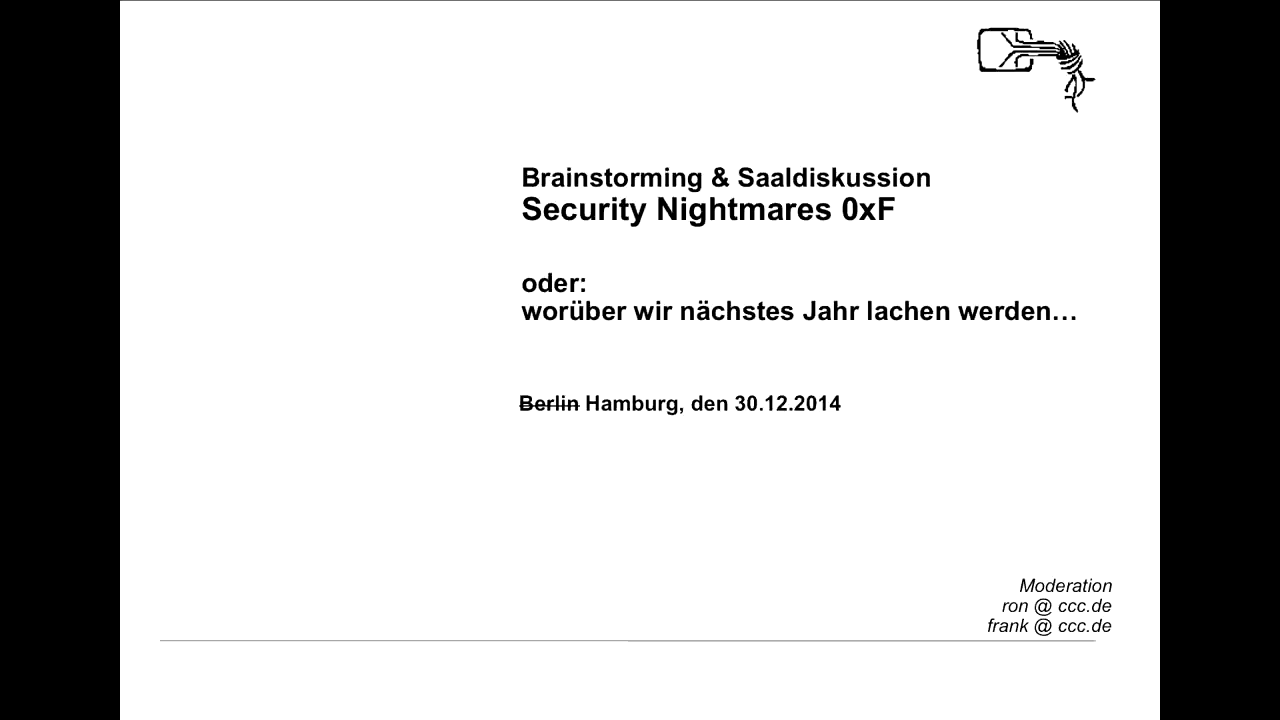 Brainstorming & Saaldiskussion
Security Nightmares 0xF
oder:
worüber wir nächstes Jahr lachen werden…
Berlin Hamburg, den 30.12.2014
Moderation
ron @ ccc.de
frank @ ccc.de